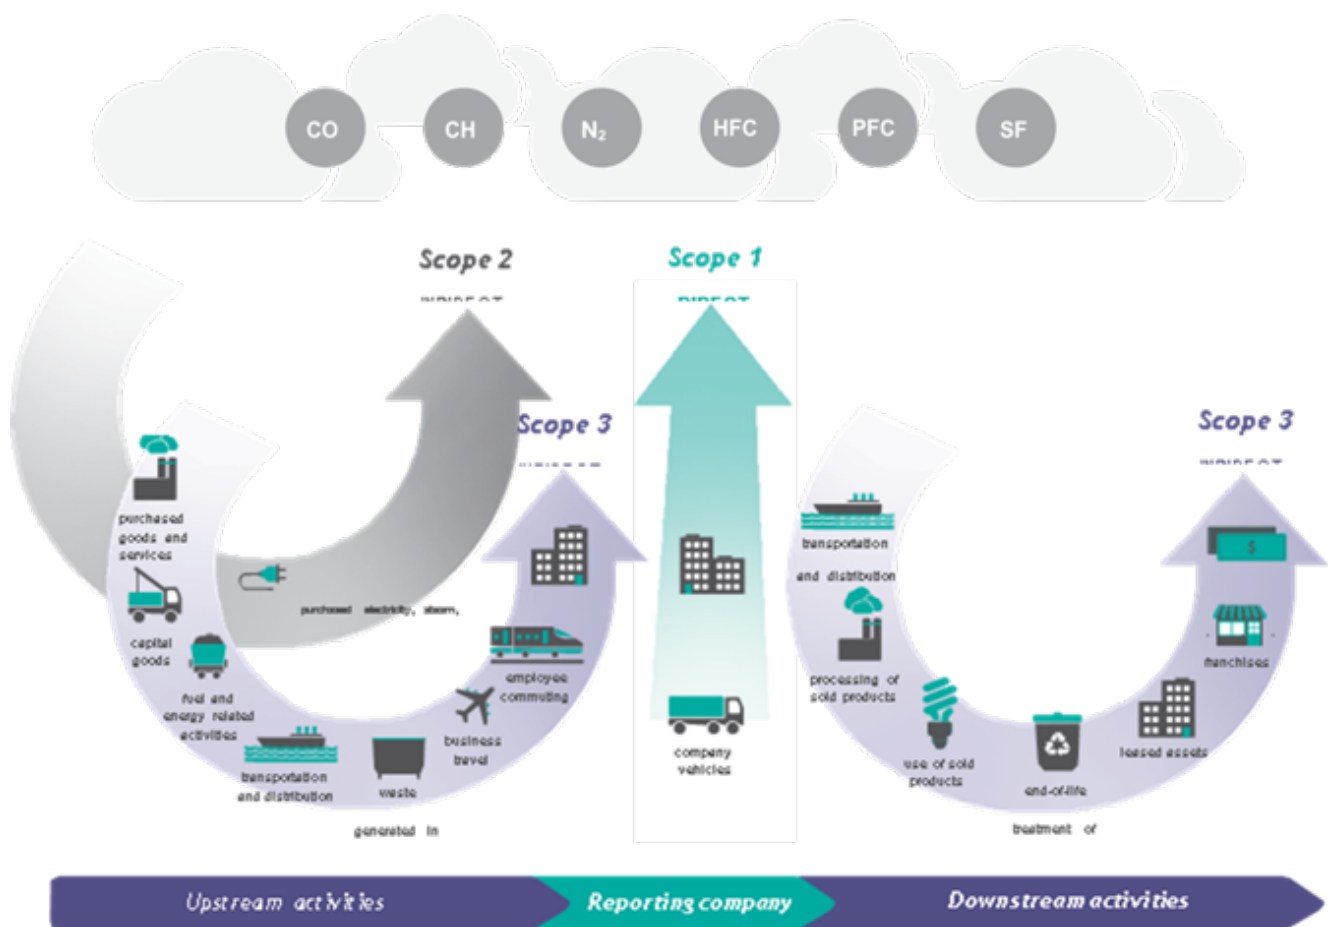 CO
CH
N₂
HFC
PFC
SF
Scope 2
Scope 1
DIRECT
Scope 3
Scope 3
purchased
goods and
services
capital
goods
fuel and
energy related
activities
transportation
and distribution
waste
generated in
business
travel
employee
commuting
purchased electricity, steam,
company
vehicles
transportation
and distribution
processing of
sold products
use of sold
products
end-of-life
treatment of
leased assets
franchises
$
Upstream activities
Reporting company
Downstream activities